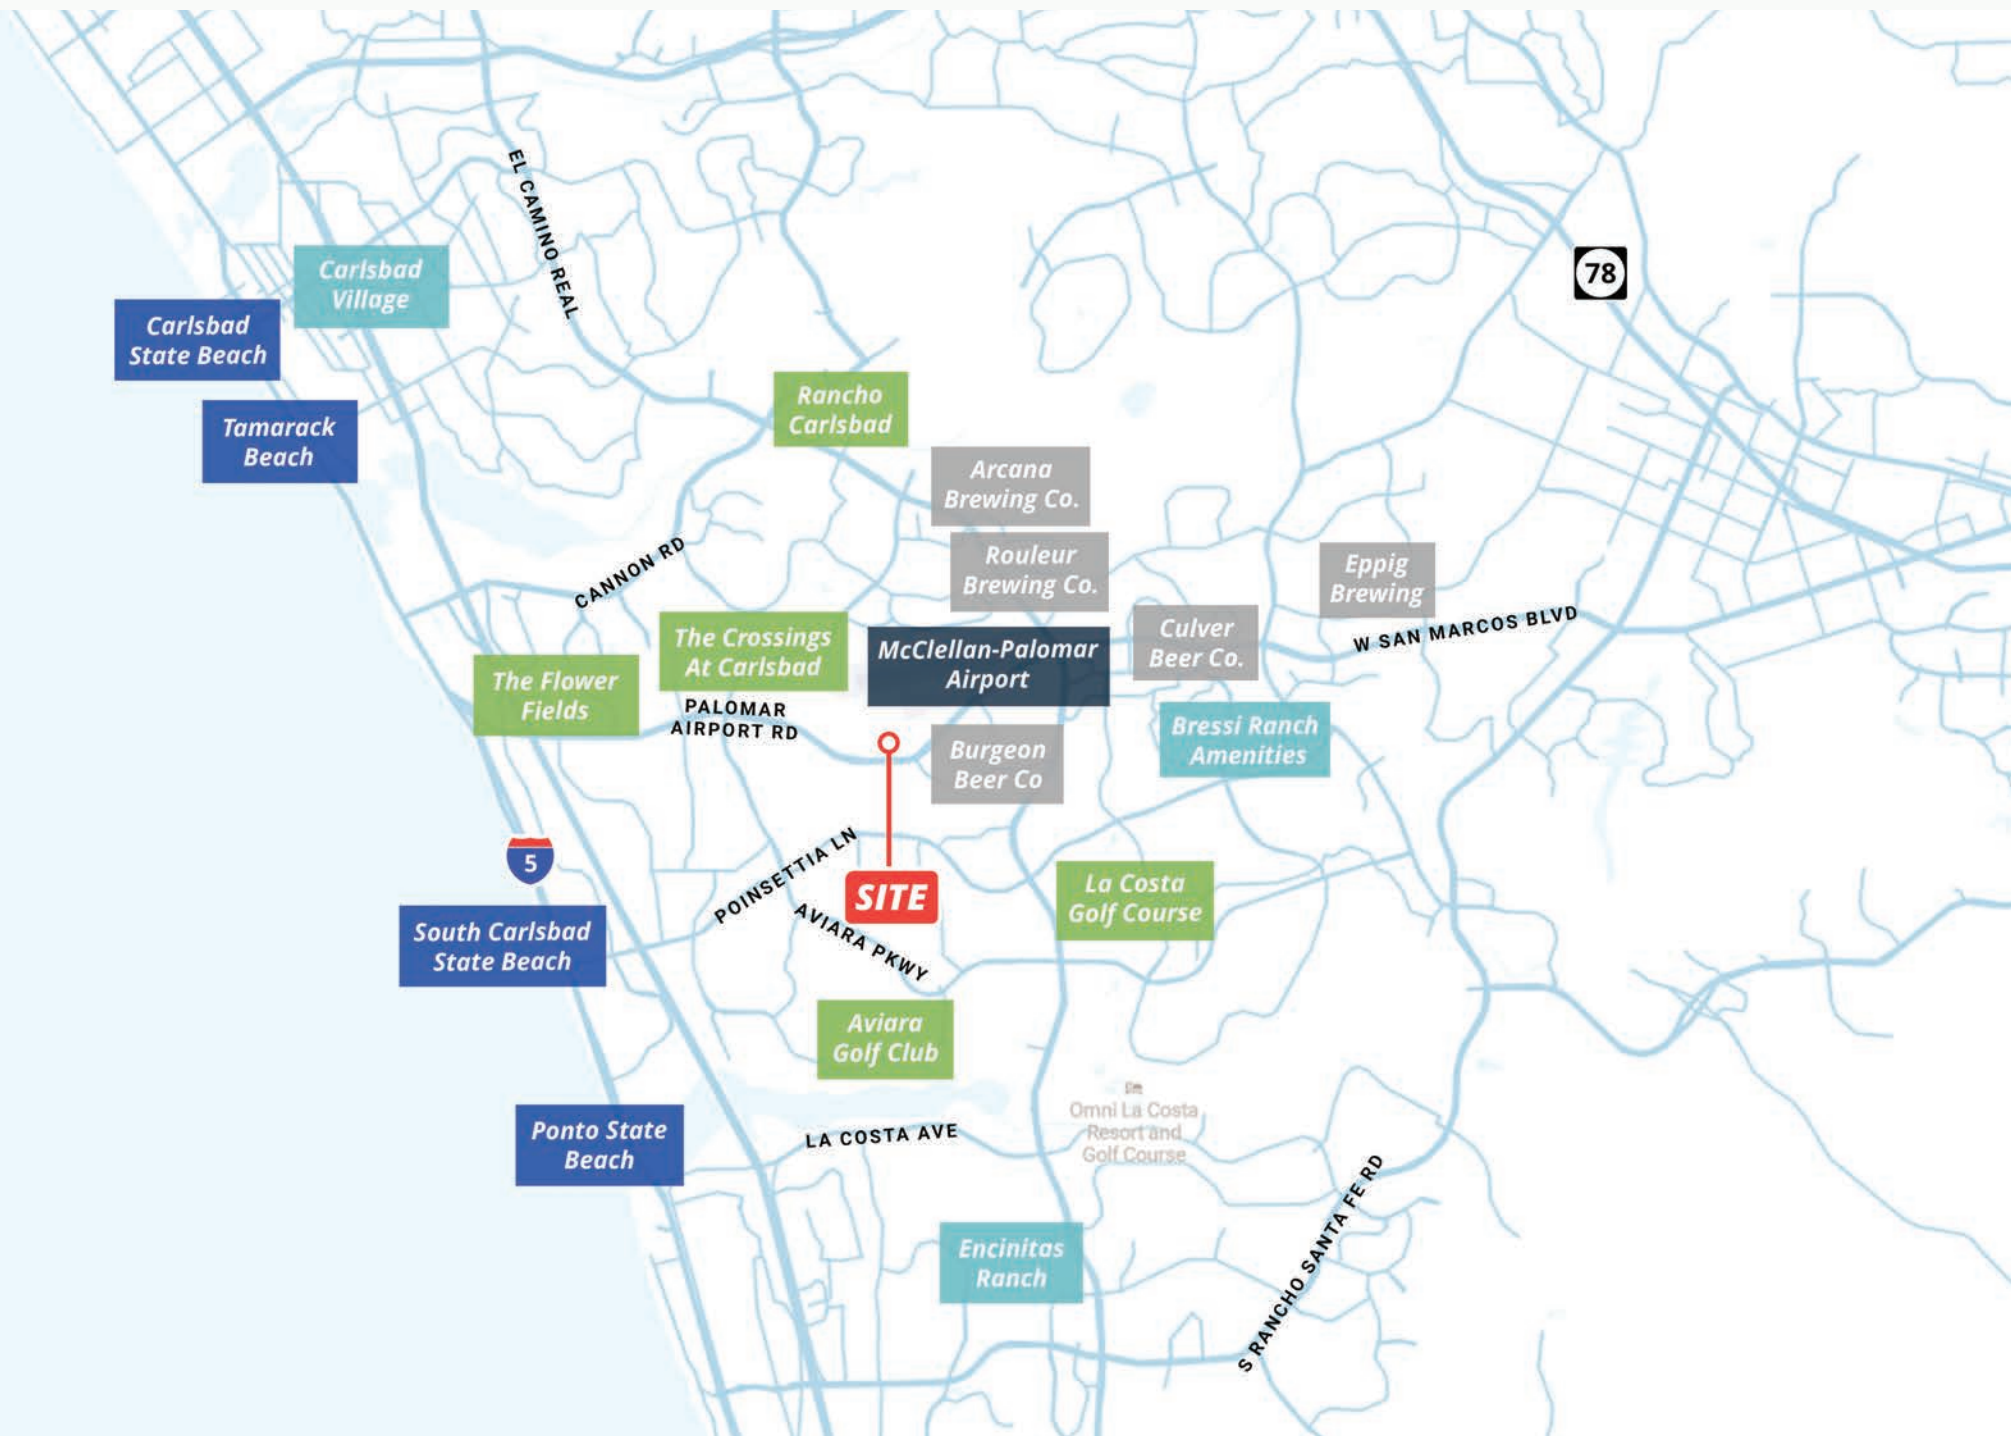 EL CAMINO REAL
78
Carlsbad
Village
Carlsbad
State Beach
Tamarack
Beach
Rancho
Carlsbad
Arcana
Brewing Co.
Rouleur
Brewing Co.
Eppig
Brewing
CANNON RD
W SAN MARCOS BLVD
Culver
Beer Co.
The Crossings
At Carlsbad
McClellan-Palomar
Airport
The Flower
Fields
PALOMAR
AIRPORT RD
Bressi Ranch
Amenities
Burgeon
Beer Co
5
POINSETTIA LN
SITE
La Costa
Golf Course
AVIARA PKWY
South Carlsbad
State Beach
Aviara
Golf Club
Omni La Costa
Resort and
Golf Course
LA COSTA AVE
Ponto State
Beach
S RANCHO SANTA FE RD
Encinitas
Ranch